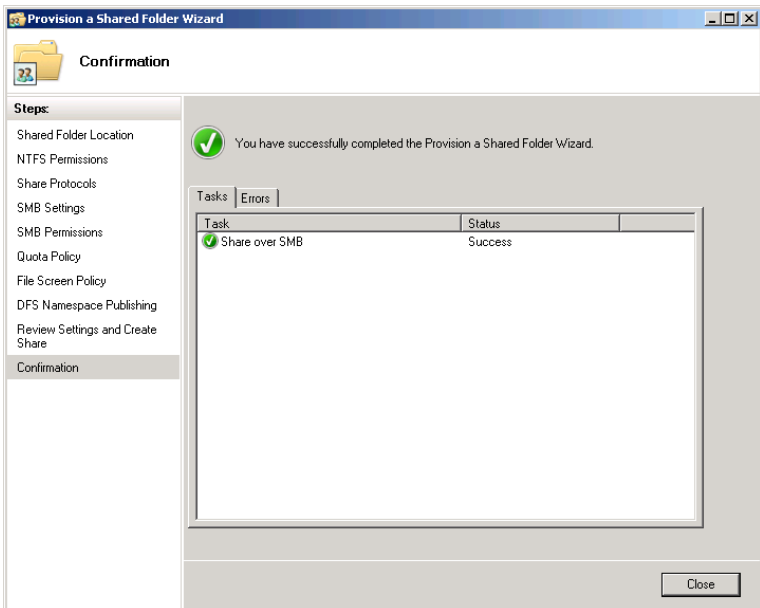 Provision a Shared Folder Wizard
Confirmation
Steps:
Shared Folder Location
NTFS Permissions
Share Protocols
SMB Settings
SMB Permissions
Quota Policy
File Screen Policy
DFS Namespace Publishing
Review Settings and Create
Share
Confirmation
You have successfully completed the Provision a Shared Folder Wizard.
Tasks Errors
Task Status
Share over SMB Success
Close